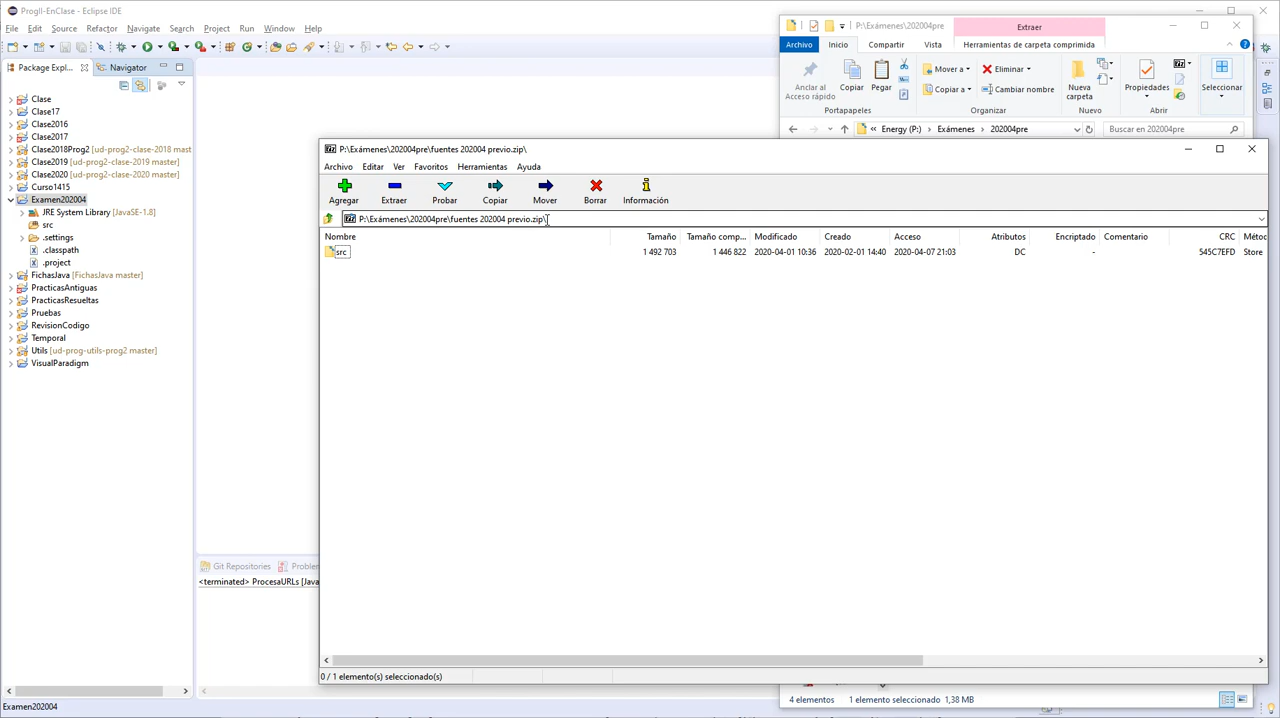 ProgII-EnClase - Eclipse IDE
File Edit Source Refactor Navigate Search Project Run Window Help
Package Expl... Navigator
Clase
Clase17
Clase2016
Clase2017
Clase2018Prog2 [ud-prog2-clase-2018 mast
Clase2019 [ud-prog2-clase-2019 master]
Clase2020 [ud-prog2-clase-2020 master]
Curso1415
Examen202004
JRE System Library [JavaSE-1.8]
src
.settings
.classpath
.project
FichasJava [FichasJava master]
PracticasAntiguas
PracticasResueltas
Pruebas
RevisionCodigo
Temporal
Utils [ud-prog-utils-prog2 master]
VisualParadigm
Git Repositories Problem
<terminated> ProcesaURLs [Java
Examen202004
Extraer
P:\Exámenes\202004pre
Archivo Inicio Compartir Vista Herramientas de carpeta comprimida
Anclar al Acceso rápido
Copiar
Pegar
Mover a
Copiar a
Eliminar
Cambiar nombre
Nueva carpeta
Propiedades
Seleccionar
Portapapeles Organizar Nuevo Abrir
« Energy (P:) Exámenes 202004pre
Buscar en 202004pre
P:\Exámenes\202004pre\fuentes 202004 previo.zip\
Archivo Editar Ver Favoritos Herramientas Ayuda
Agregar Extraer Probar Copiar Mover Borrar Información
P:\Exámenes\202004pre\fuentes 202004 previo.zip\
Nombre Tamaño Tamaño comp... Modificado Creado Acceso Atributos Encriptado Comentario CRC Métoc
src 1 492 703 1 446 822 2020-04-01 10:36 2020-02-01 14:40 2020-04-07 21:03 DC - 545C7EFD Store
0 / 1 elemento(s) seleccionado(s)
4 elementos 1 elemento seleccionado 1,38 MB